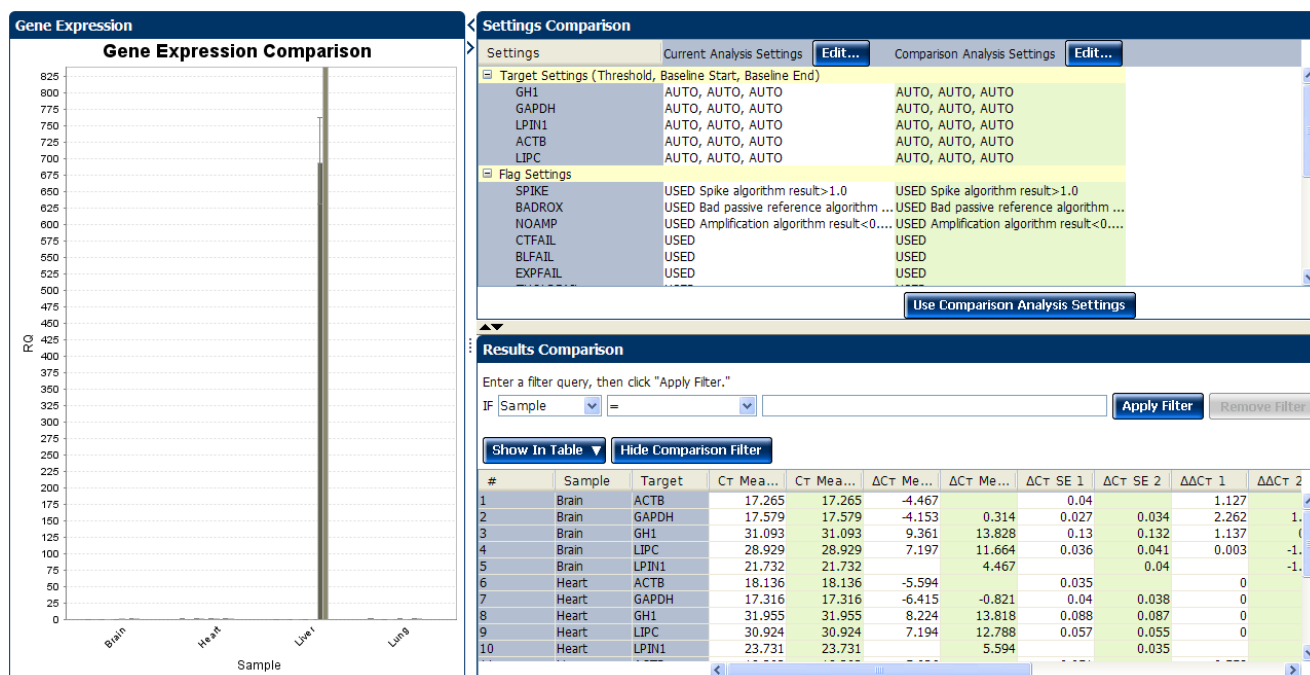 Gene Expression
Gene Expression Comparison
825
800
775
750
725
700
675
650
625
600
575
550
525
500
475
450
425
400
375
350
325
300
275
250
225
200
175
150
125
100
75
50
25
0
RQ
Brain
Heart
Liver
Lung
Sample
Settings Comparison
Settings Current Analysis Settings Edit... Comparison Analysis Settings Edit...
Target Settings (Threshold, Baseline Start, Baseline End)
GH1 AUTO, AUTO, AUTO AUTO, AUTO, AUTO
GAPDH AUTO, AUTO, AUTO AUTO, AUTO, AUTO
LPIN1 AUTO, AUTO, AUTO AUTO, AUTO, AUTO
ACTB AUTO, AUTO, AUTO AUTO, AUTO, AUTO
LIPC AUTO, AUTO, AUTO AUTO, AUTO, AUTO
Flag Settings
SPIKE USED Spike algorithm result>1.0 USED Spike algorithm result>1.0
BADROX USED Bad passive reference algorithm ... USED Bad passive reference algorithm ...
NOAMP USED Amplification algorithm result<0.... USED Amplification algorithm result<0....
CTFAIL USED USED
BLFAIL USED USED
EXPFAIL USED USED
Use Comparison Analysis Settings
Results Comparison
Enter a filter query, then click "Apply Filter."
IF Sample = Apply Filter Remove Filter
Show In Table ▼ Hide Comparison Filter
# Sample Target Cт Mea... Cт Mea... ΔCт Me... ΔCт Me... ΔCт SE 1 ΔCт SE 2 ΔΔCт 1 ΔΔCт 2
1 Brain ACTB 17.265 17.265 -4.467 0.04 1.127
2 Brain GAPDH 17.579 17.579 -4.153 0.314 0.027 0.034 2.262 1.
3 Brain GH1 31.093 31.093 9.361 13.828 0.13 0.132 1.137
4 Brain LIPC 28.929 28.929 7.197 11.664 0.036 0.041 0.003 -1.
5 Brain LPIN1 21.732 21.732 4.467 0.04 -1.
6 Heart ACTB 18.136 18.136 -5.594 0.035 0
7 Heart GAPDH 17.316 17.316 -6.415 -0.821 0.04 0.038 0
8 Heart GH1 31.955 31.955 8.224 13.818 0.088 0.087 0
9 Heart LIPC 30.924 30.924 7.194 12.788 0.057 0.055 0
10 Heart LPIN1 23.731 23.731 5.594 0.035